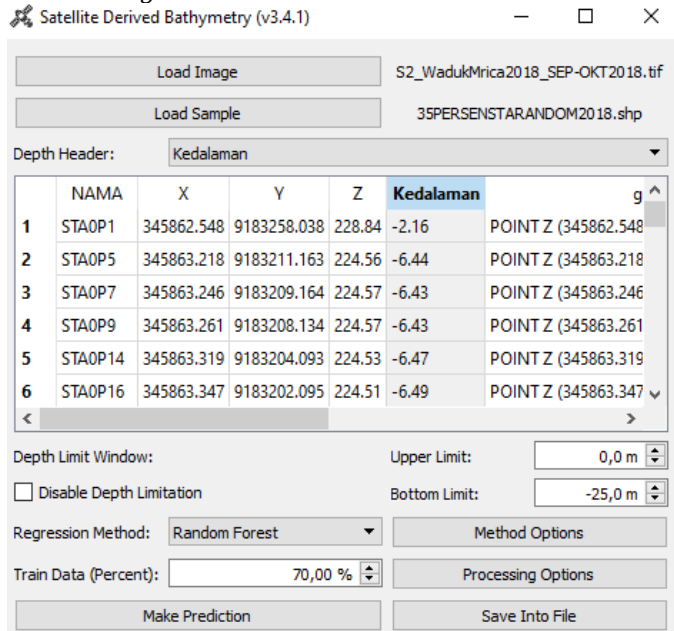 Satellite Derived Bathymetry (v3.4.1)
Load Image S2_WadukMrica2018_SEP-OKT2018.tif
Load Sample 35PERSENSTARANDOM2018.shp
Depth Header: Kedalaman
NAMA X Y Z Kedalaman g
1 STA0P1 345862.548 9183258.038 228.84 -2.16 POINT Z (345862.548
2 STA0P5 345863.218 9183211.163 224.56 -6.44 POINT Z (345863.218
3 STA0P7 345863.246 9183209.164 224.57 -6.43 POINT Z (345863.246
4 STA0P9 345863.261 9183208.134 224.57 -6.43 POINT Z (345863.261
5 STA0P14 345863.319 9183204.093 224.53 -6.47 POINT Z (345863.319
6 STA0P16 345863.347 9183202.095 224.51 -6.49 POINT Z (345863.347
Depth Limit Window: Upper Limit: 0,0 m
Disable Depth Limitation Bottom Limit: -25,0 m
Regression Method: Random Forest Method Options
Train Data (Percent): 70,00 % Processing Options
Make Prediction Save Into File